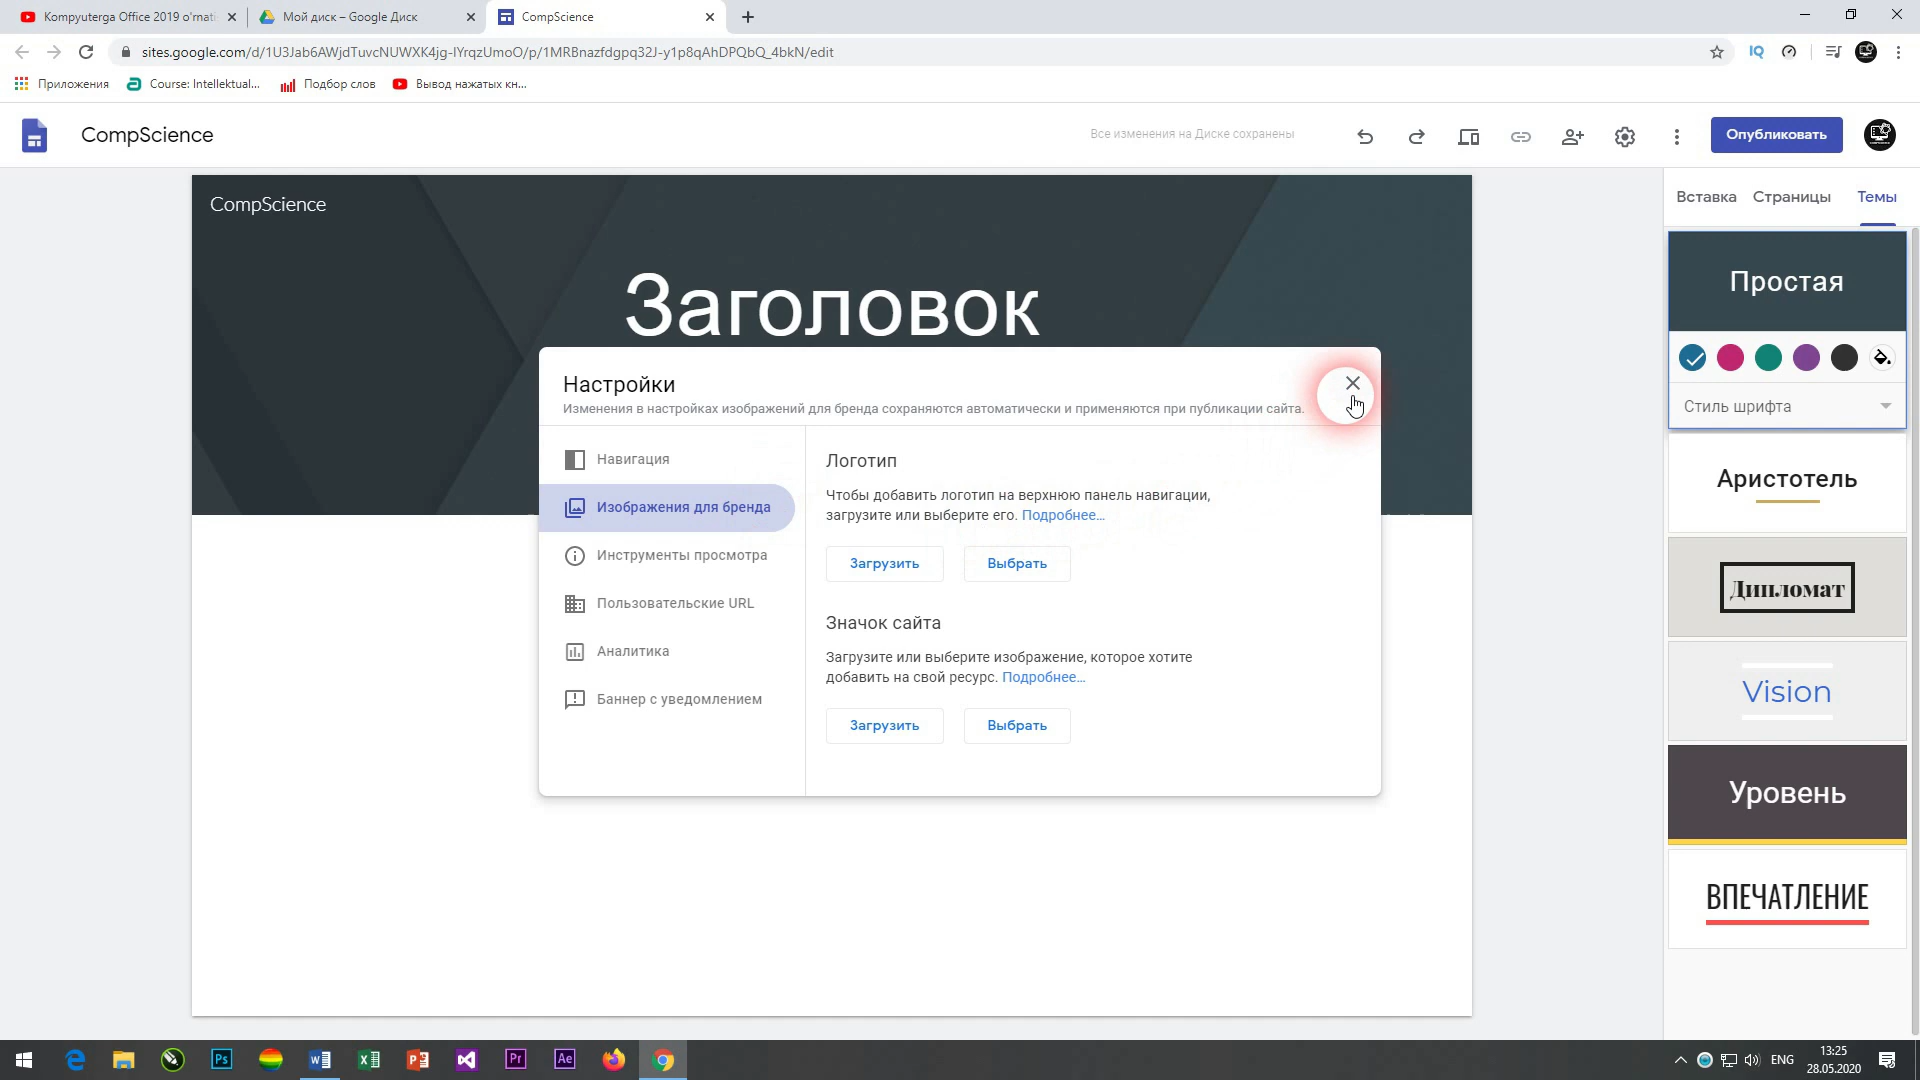 Kompyuterga Office 2019 o'rnati
Мой диск – Google Диск
CompScience
sites.google.com/d/1U3Jab6AWjdTuvcNUWXK4jg-IYrqzUmoO/p/1MRBnazfdgpq32J-y1p8qAhDPQbQ_4bkN/edit
IQ
Приложения
Course: Intellektual...
Подбор слов
Вывод нажатых кн...
CompScience
Все изменения на Диске сохранены
Опубликовать
CompScience
Заголовок
Вставка
Страницы
Темы
Простая
Стиль шрифта
Аристотель
Дипломат
Vision
Уровень
ВПЕЧАТЛЕНИЕ
Настройки
Изменения в настройках изображений для бренда сохраняются автоматически и применяются при публикации сайта.
Навигация
Изображения для бренда
Инструменты просмотра
Пользовательские URL
Аналитика
Баннер с уведомлением
Логотип
Чтобы добавить логотип на верхнюю панель навигации,
загрузите или выберите его. Подробнее...
Загрузить
Выбрать
Значок сайта
Загрузите или выберите изображение, которое хотите
добавить на свой ресурс. Подробнее...
Загрузить
Выбрать
Ps
Pr
Ae
ENG
13:25
28.05.2020